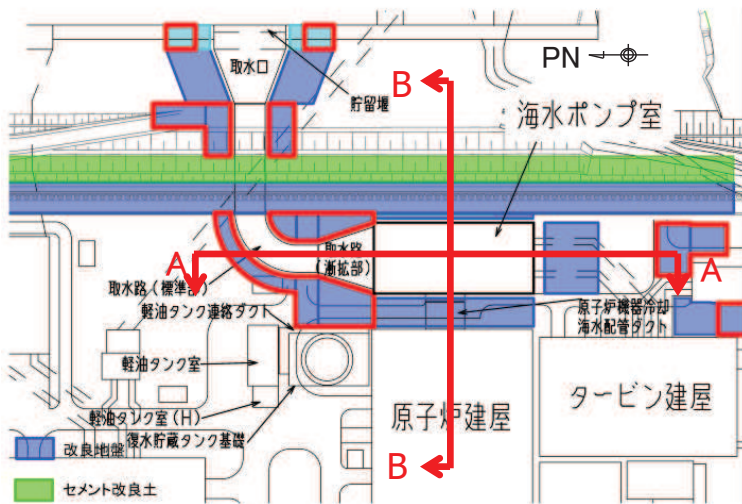 取水口
PN
B
貯留堰
海水ポンプ室
A
取水路
(漸拡部)
A
取水路(標準部)
軽油タンク連絡ダクト
原子炉機器冷却
海水配管ダクト
軽油タンク室
タービン建屋
原子炉建屋
軽油タンク室(H)
復水貯蔵タンク基礎
B
改良地盤
セメント改良土